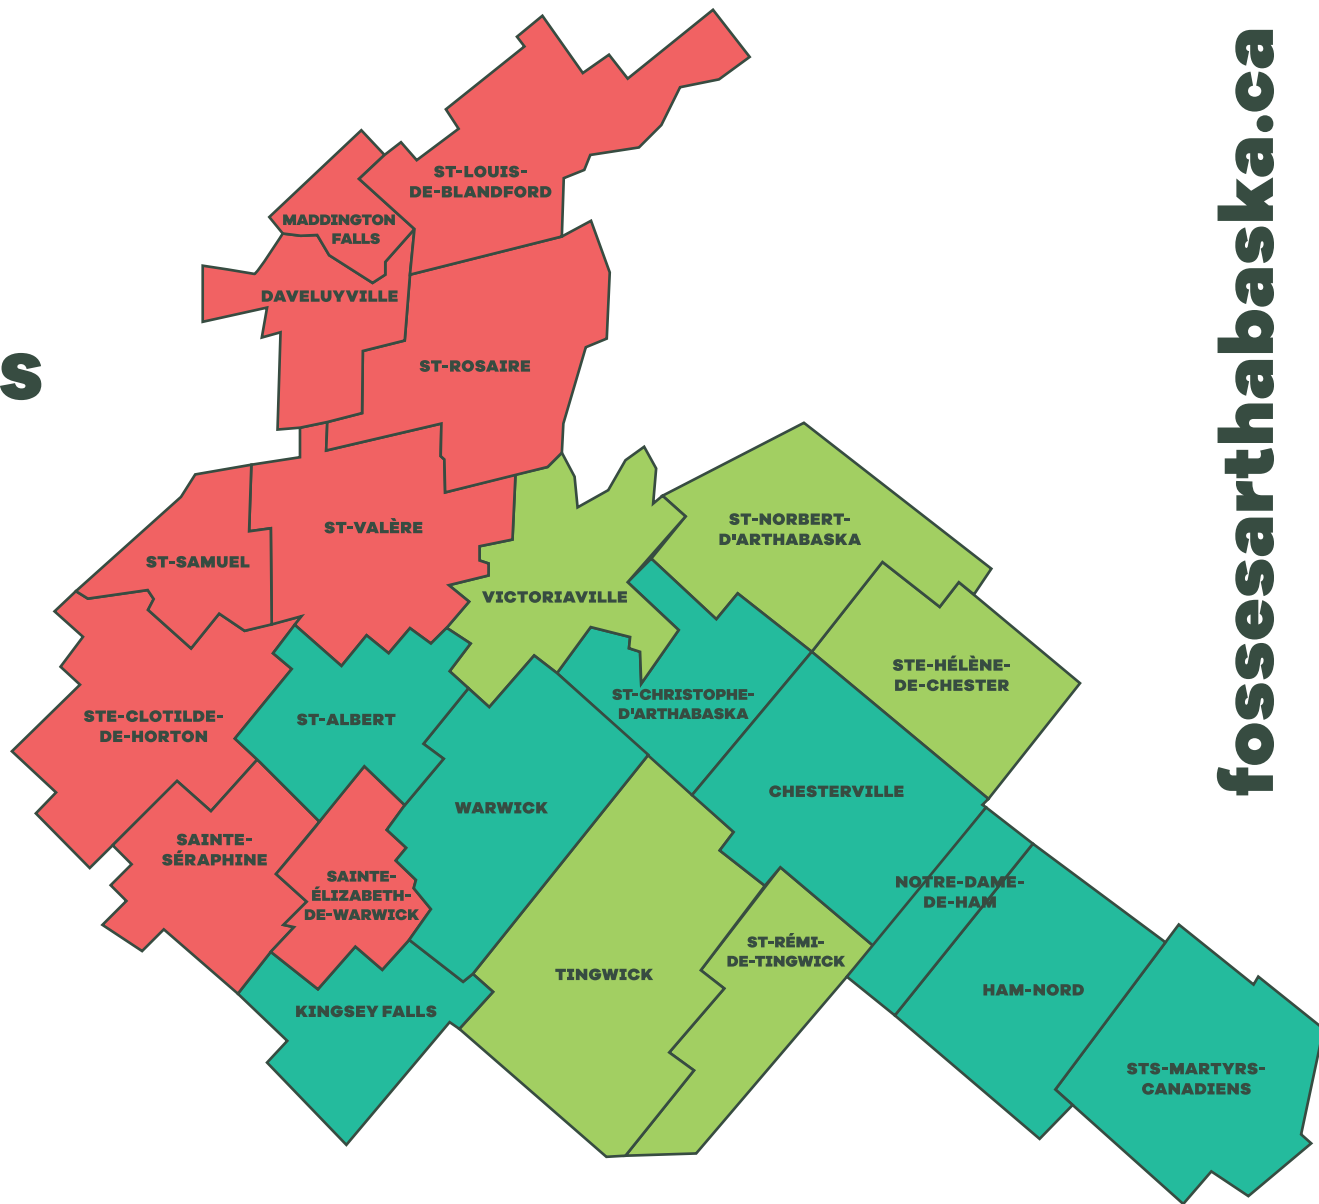 ST-LOUIS-
DE-BLANDFORD
MADDINGTON
FALLS
DAVELUYVILLE
ST-ROSAIRE
s
ST-VALÈRE
ST-SAMUEL
VICTORIAVILLE
ST-NORBERT-
D'ARTHABASKA
STE-HÉLÈNE-
DE-CHESTER
ST-CHRISTOPHE-
D'ARTHABASKA
STE-CLOTILDE-
DE-HORTON
ST-ALBERT
WARWICK
CHESTERVILLE
SAINTE-
SÉRAPHINE
SAINTE-
ÉLIZABETH-
DE-WARWICK
NOTRE-DAME-
DE-HAM
ST-RÉMI-
DE-TINGWICK
TINGWICK
HAM-NORD
KINGSEY FALLS
STS-MARTYRS-
CANADIENS
fossesarthabaska.ca